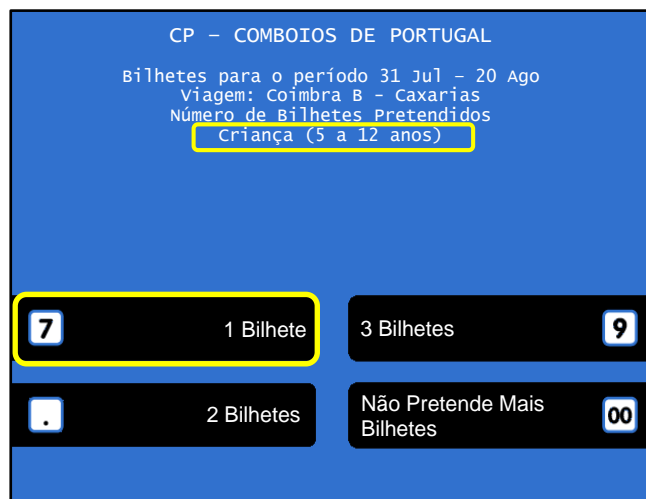 CP – COMBOIOS DE PORTUGAL
Bilhetes para o período 31 Jul – 20 Ago
Viagem: Coimbra B - Caxarias
Número de Bilhetes Pretendidos
Criança (5 a 12 anos)
7 1 Bilhete
3 Bilhetes 9
. 2 Bilhetes
Não Pretende Mais
Bilhetes 00